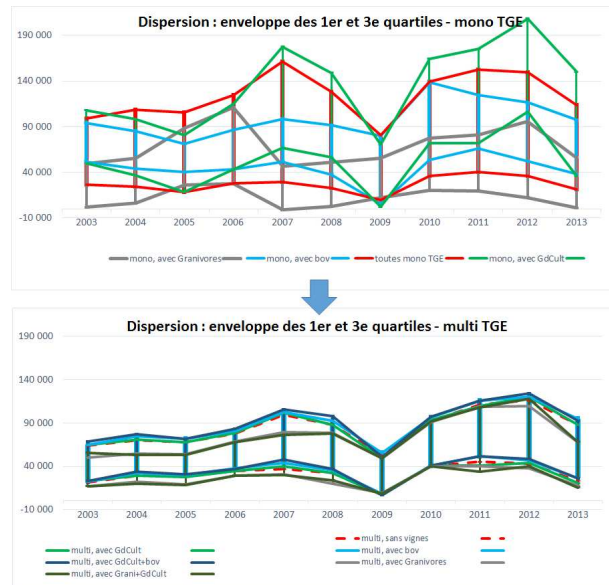 Dispersion : enveloppe des 1er et 3e quartiles - mono TGE
190 000
140 000
90 000
40 000
-10 000
2003 2004 2005 2006 2007 2008 2009 2010 2011 2012 2013
mono, avec Granivores mono, avec bov toutes mono TGE mono, avec GdCult
Dispersion : enveloppe des 1er et 3e quartiles - multi TGE
190 000
140 000
90 000
40 000
-10 000
2003 2004 2005 2006 2007 2008 2009 2010 2011 2012 2013
multi, sans vignes
multi, avec GdCult multi, avec bov
multi, avec GdCult+bov multi, avec Granivores
multi, avec Grani+GdCult